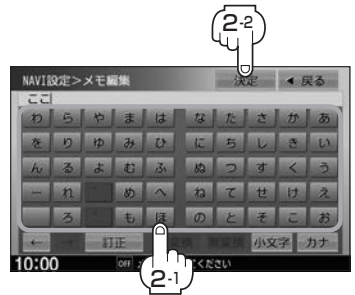 2-2
NAVI設定>メモ編集 決定 ◀ 戻る
ここ
わ ら や ま は な た さ か あ
を り ゆ み ひ に ち し き い
ん る よ む ふ ぬ つ す く う
ー れ め へ ね て せ け え
ろ も ほ の と そ こ お
← → 訂正 小文字 カナ
10:00 OFF ください
2-1